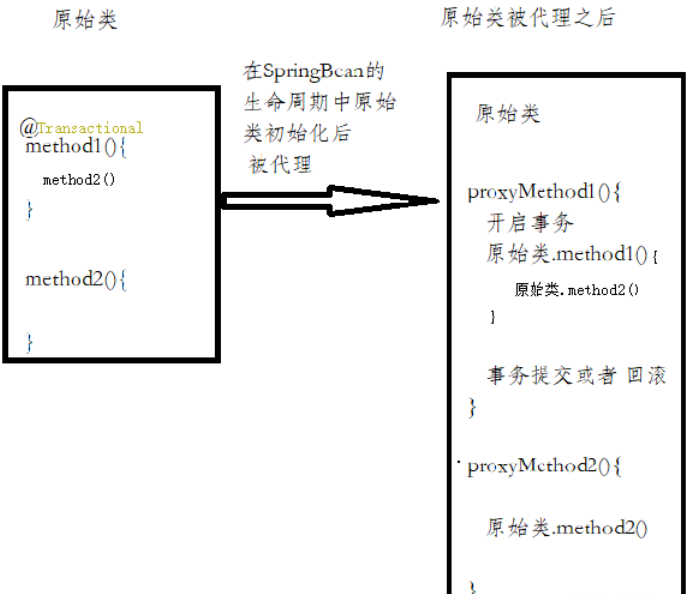 原始类
@Transactional
method1(){
method2()
}
method2(){
}
在SpringBean的
生命周期中原始
类初始化后
被代理
原始类被代理之后
原始类
proxyMethod1(){
开启事务
原始类.method1(){
原始类.method2()
}
事务提交或者 回滚
}
proxyMethod2(){
原始类.method2()
}